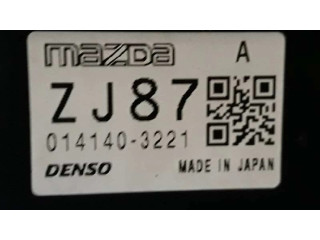 mazda A
ZJ87
014140-3221
DENSO MADE IN JAPAN